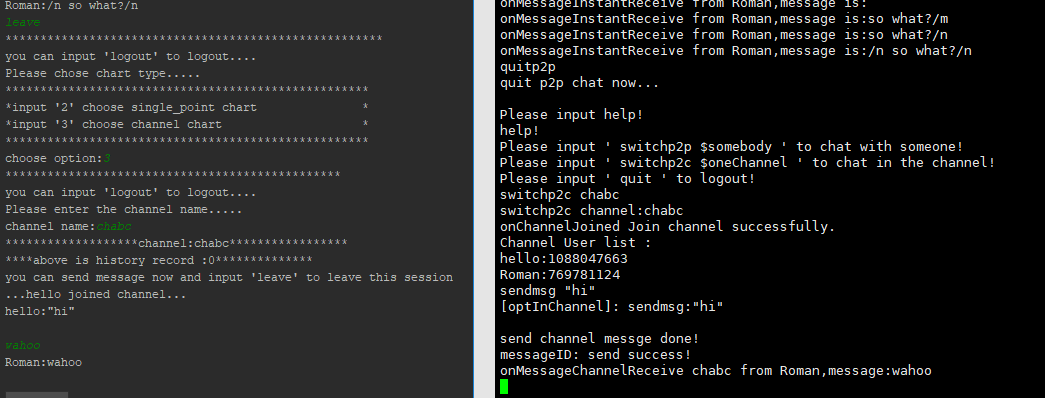 Roman:/n so what?/n
leave
******************************************************
you can input 'logout' to logout....
Please chose chart type.....
****************************************************
*input '2' choose single_point chart               *
*input '3' choose channel chart                    *
****************************************************
choose option:3
************************************************
you can input 'logout' to logout....
Please enter the channel name.....
channel name:chabc
*******************channel:chabc*****************
****above is history record :0**************
you can send message now and input 'leave' to leave this session
...hello joined channel...
hello:"hi"
wahoo
Roman:wahoo
onMessageInstantReceive from Roman,message is:
onMessageInstantReceive from Roman,message is:so what?/m
onMessageInstantReceive from Roman,message is:so what?/n
onMessageInstantReceive from Roman,message is:/n so what?/n
quitp2p
quit p2p chat now...
Please input help!
help!
Please input ' switchp2p $somebody ' to chat with someone!
Please input ' switchp2c $oneChannel ' to chat in the channel!
Please input ' quit ' to logout!
switchp2c chabc
switchp2c channel:chabc
onChannelJoined Join channel successfully.
Channel User list :
hello:1088047663
Roman:769781124
sendmsg "hi"
[optInChannel]: sendmsg:"hi"
send channel messge done!
messageID: send success!
onMessageChannelReceive chabc from Roman,message:wahoo